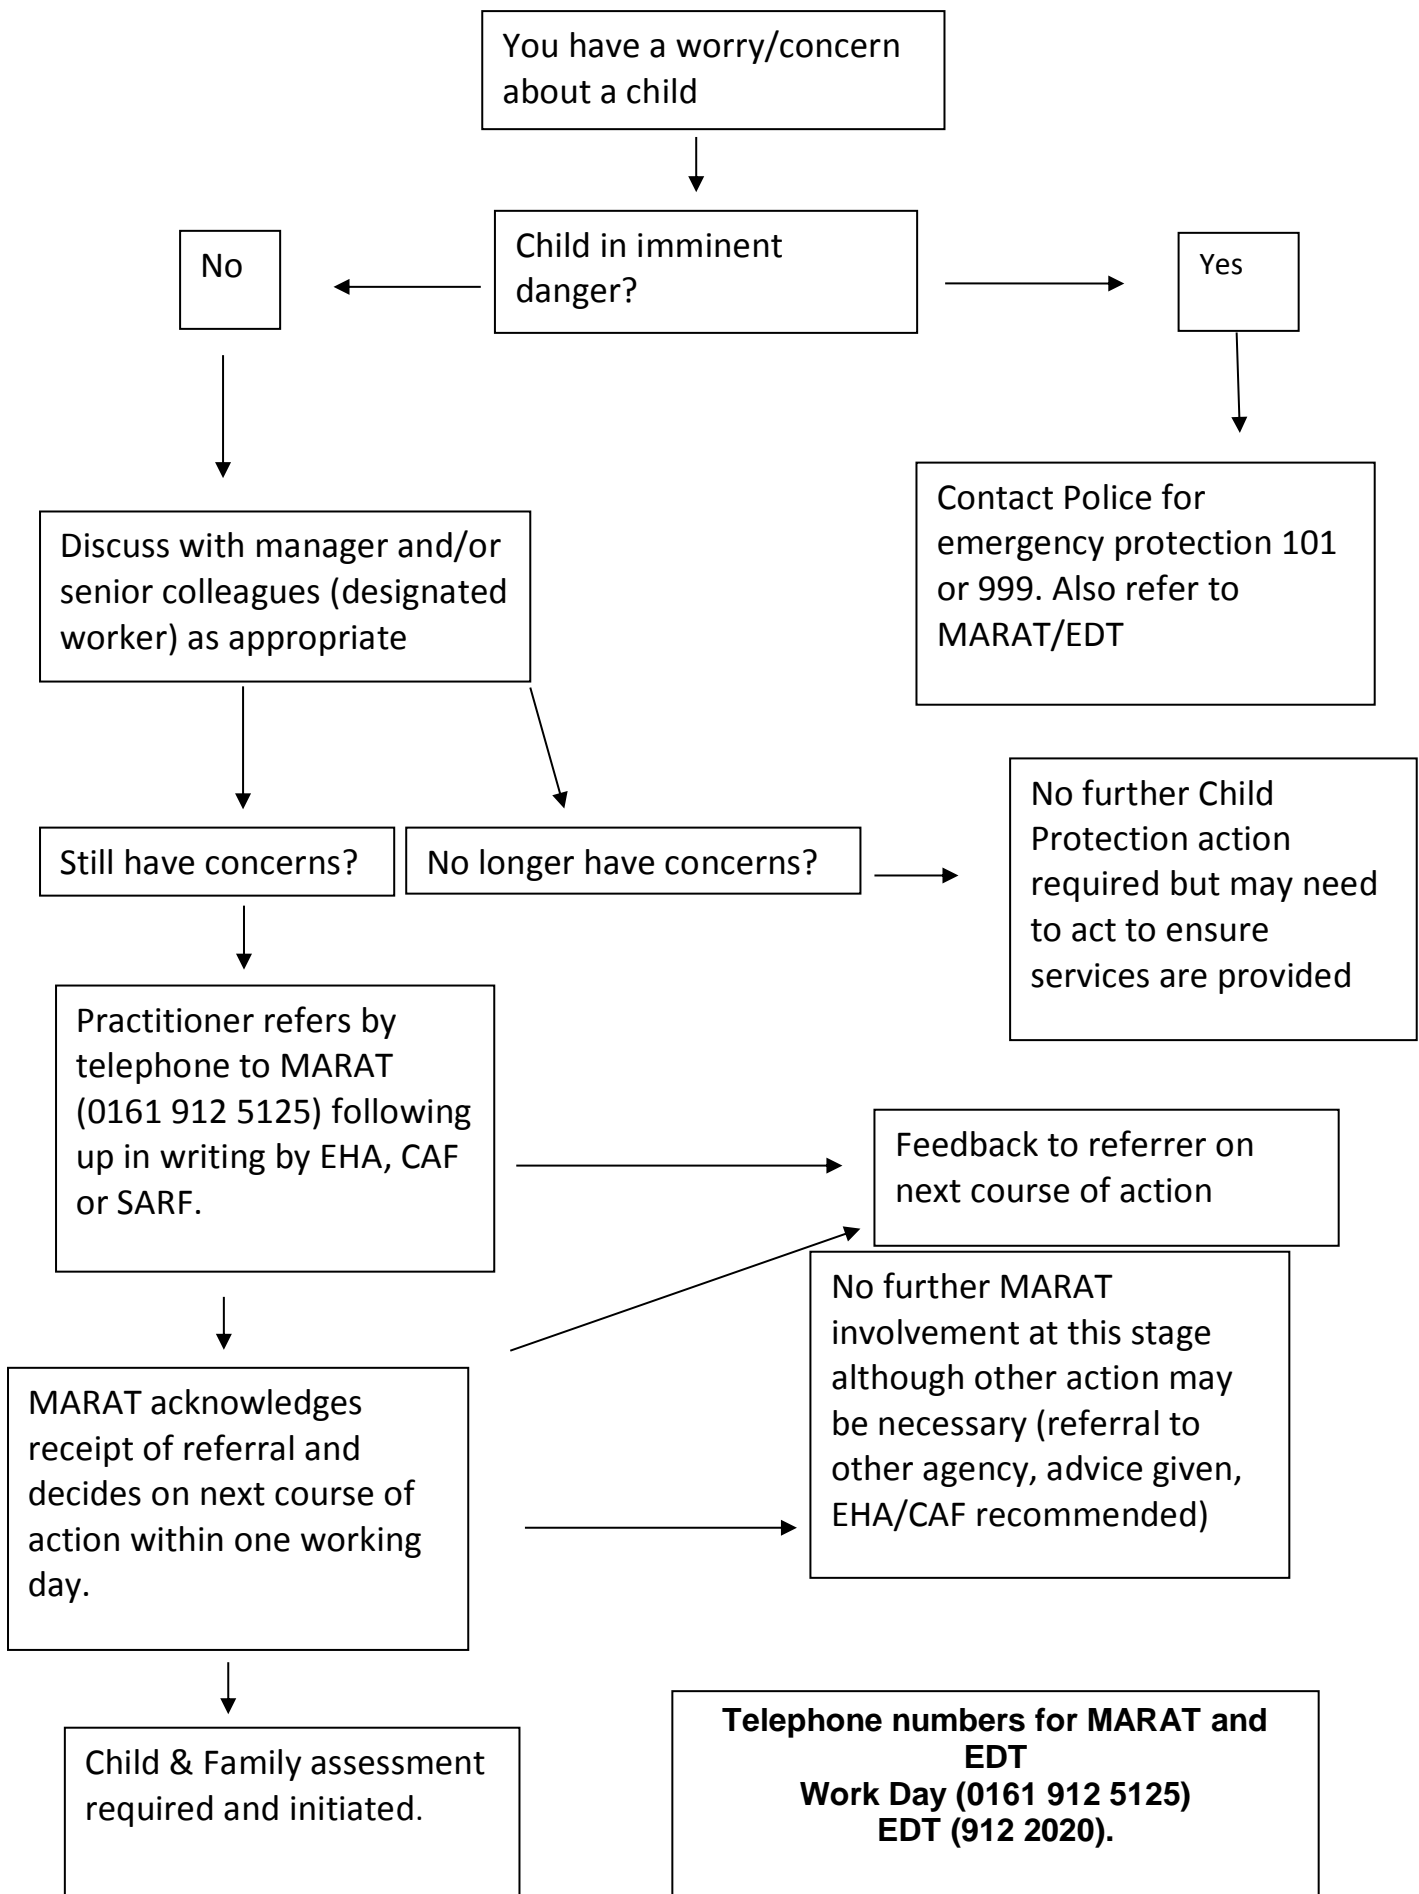 You have a worry/concern
about a child
No
Child in imminent
danger?
Yes
Contact Police for
emergency protection 101
or 999. Also refer to
MARAT/EDT
Discuss with manager and/or
senior colleagues (designated
worker) as appropriate
No further Child
Protection action
required but may need
to act to ensure
services are provided
Still have concerns?
No longer have concerns?
Practitioner refers by
telephone to MARAT
(0161 912 5125) following
up in writing by EHA, CAF
or SARF.
Feedback to referrer on
next course of action
No further MARAT
involvement at this stage
although other action may
be necessary (referral to
other agency, advice given,
EHA/CAF recommended)
MARAT acknowledges
receipt of referral and
decides on next course of
action within one working
day.
Child & Family assessment
required and initiated.
Telephone numbers for MARAT and
EDT
Work Day (0161 912 5125)
EDT (912 2020).